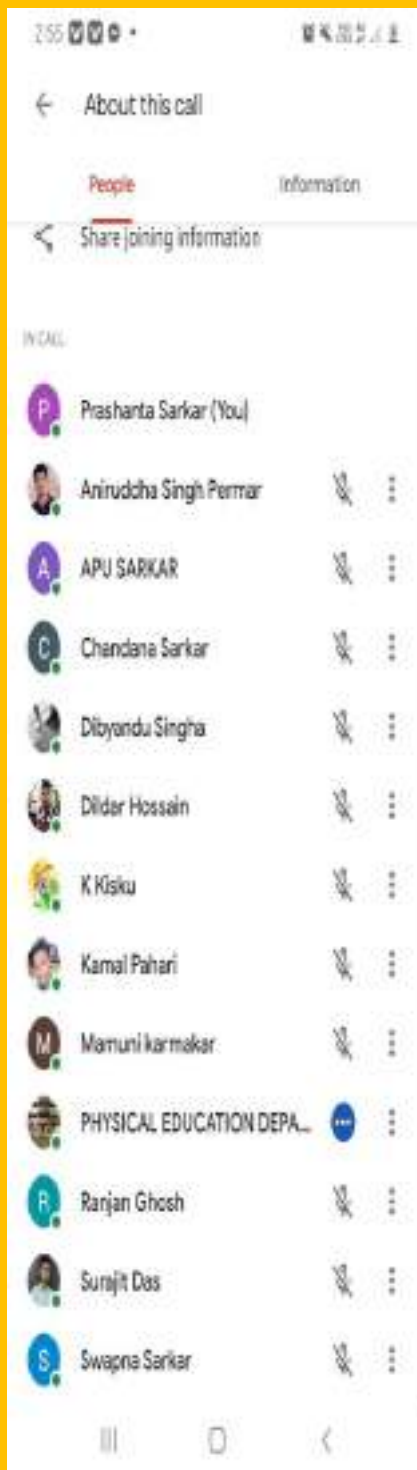 2:55
About this call
People Information
Share joining information
IN CALL
P Prashanta Sarkar (You)
Aniruddha Singh Permar
A APU SARKAR
C Chandana Sarkar
Dibyandu Singha
Dildar Hossain
K Kisku
Kamal Pahari
M Mamuni karmakar
PHYSICAL EDUCATION DEPA...
R Ranjan Ghosh
Surajit Das
S Swapna Sarkar